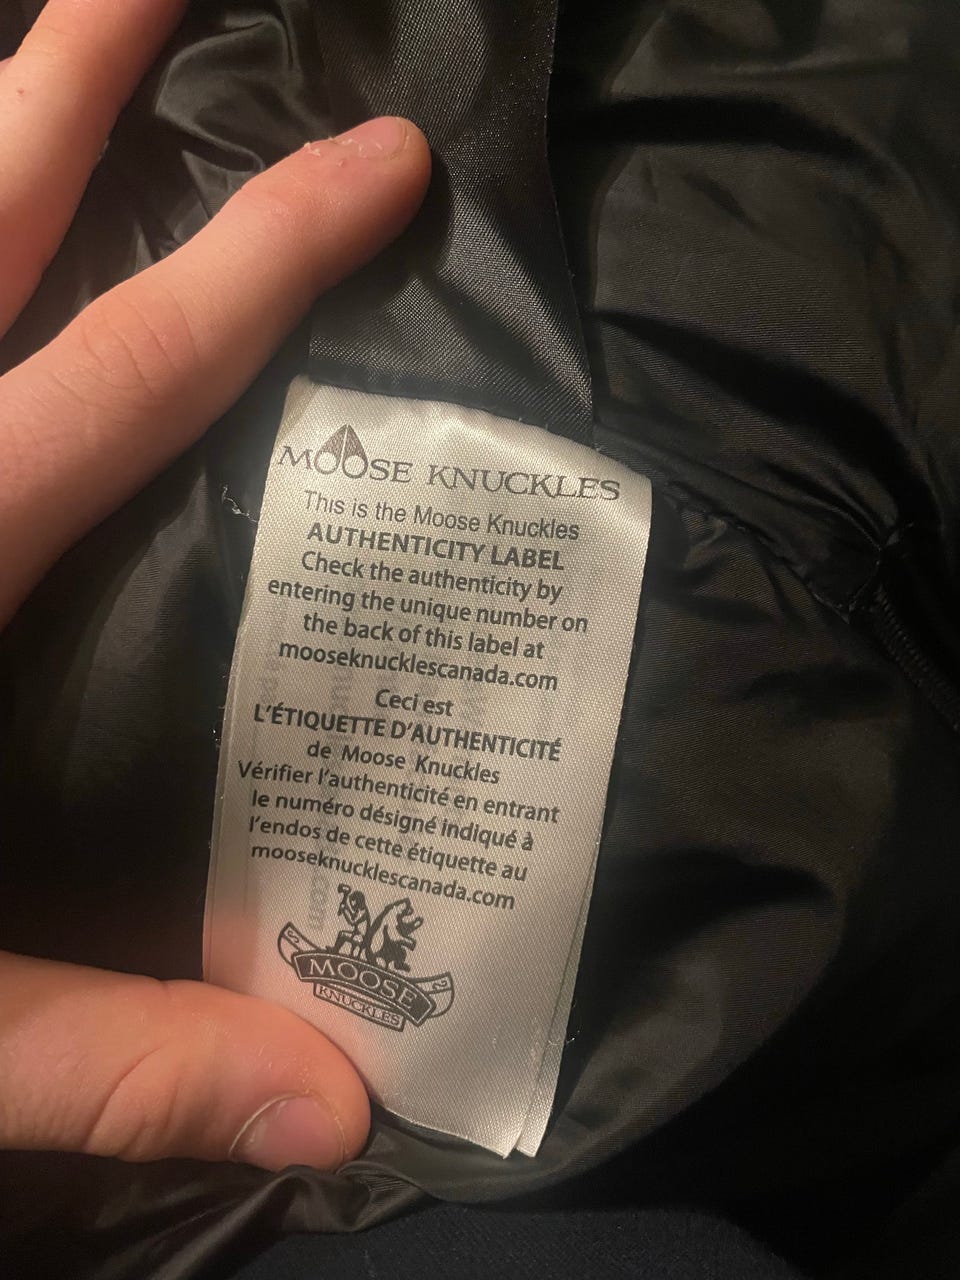 MOOSE KNUCKLES
This is the Moose Knuckles
AUTHENTICITY LABEL
Check the authenticity by
entering the unique number on
the back of this label at
mooseknucklescanada.com
Ceci est
L'ÉTIQUETTE D'AUTHENTICITÉ
de Moose Knuckles
Vérifier l'authenticité en entrant
le numéro désigné indiqué à
l'endos de cette étiquette au
mooseknucklescanada.com
MOOSE
KNUCKLES